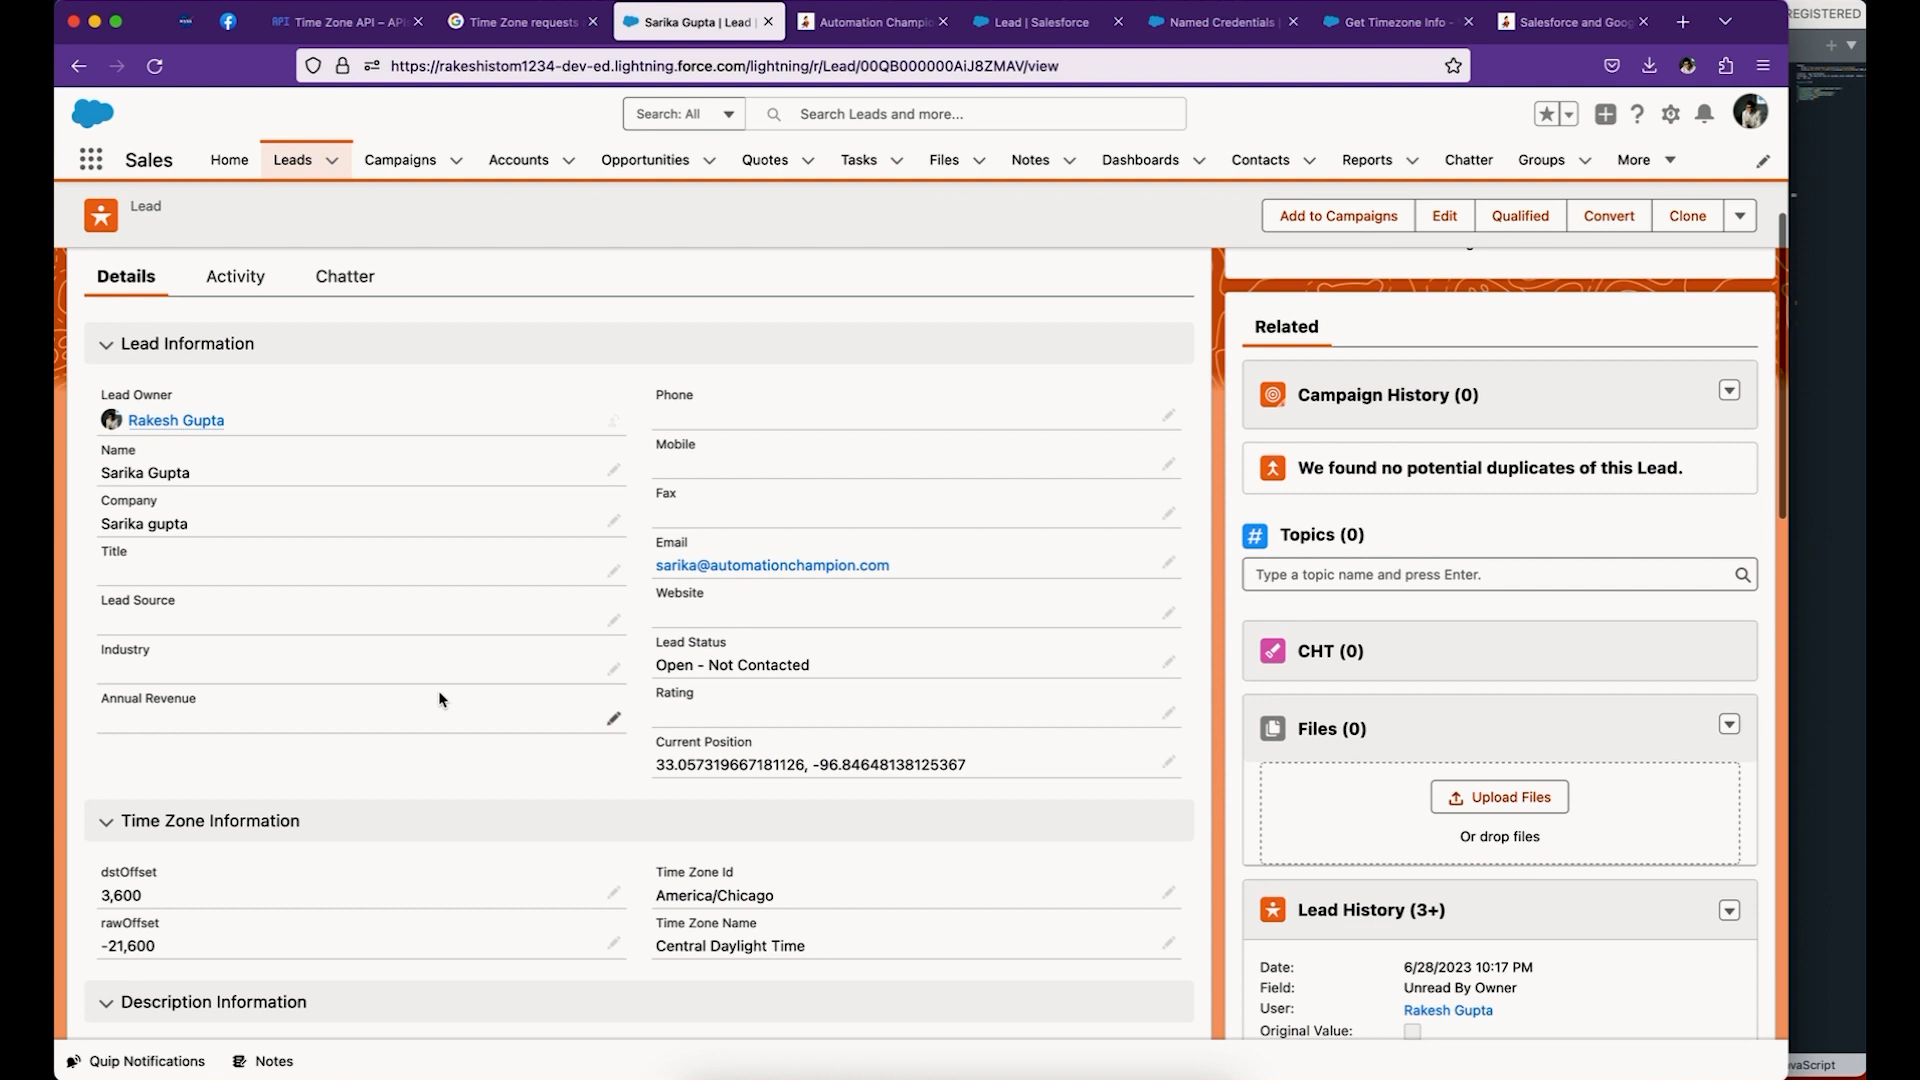 API Time Zone API – APIs
Time Zone requests
Sarika Gupta | Lead
Automation Champio
Lead | Salesforce
Named Credentials |
Get Timezone Info -
Salesforce and Goog
REGISTERED
https://rakeshistom1234-dev-ed.lightning.force.com/lightning/r/Lead/00QB000000AiJ8ZMAV/view
Search: All
Search Leads and more...
Sales
Home
Leads
Campaigns
Accounts
Opportunities
Quotes
Tasks
Files
Notes
Dashboards
Contacts
Reports
Chatter
Groups
More
Lead
Add to Campaigns
Edit
Qualified
Convert
Clone
Details
Activity
Chatter
Lead Information
Lead Owner
Rakesh Gupta
Name
Sarika Gupta
Company
Sarika gupta
Title
Lead Source
Industry
Annual Revenue
Phone
Mobile
Fax
Email
sarika@automationchampion.com
Website
Lead Status
Open - Not Contacted
Rating
Current Position
33.057319667181126, -96.84648138125367
Time Zone Information
dstOffset
3,600
rawOffset
-21,600
Time Zone Id
America/Chicago
Time Zone Name
Central Daylight Time
Description Information
Related
Campaign History (0)
We found no potential duplicates of this Lead.
Topics (0)
Type a topic name and press Enter.
CHT (0)
Files (0)
Upload Files
Or drop files
Lead History (3+)
Date: 6/28/2023 10:17 PM
Field: Unread By Owner
User: Rakesh Gupta
Original Value:
Quip Notifications
Notes
vaScript